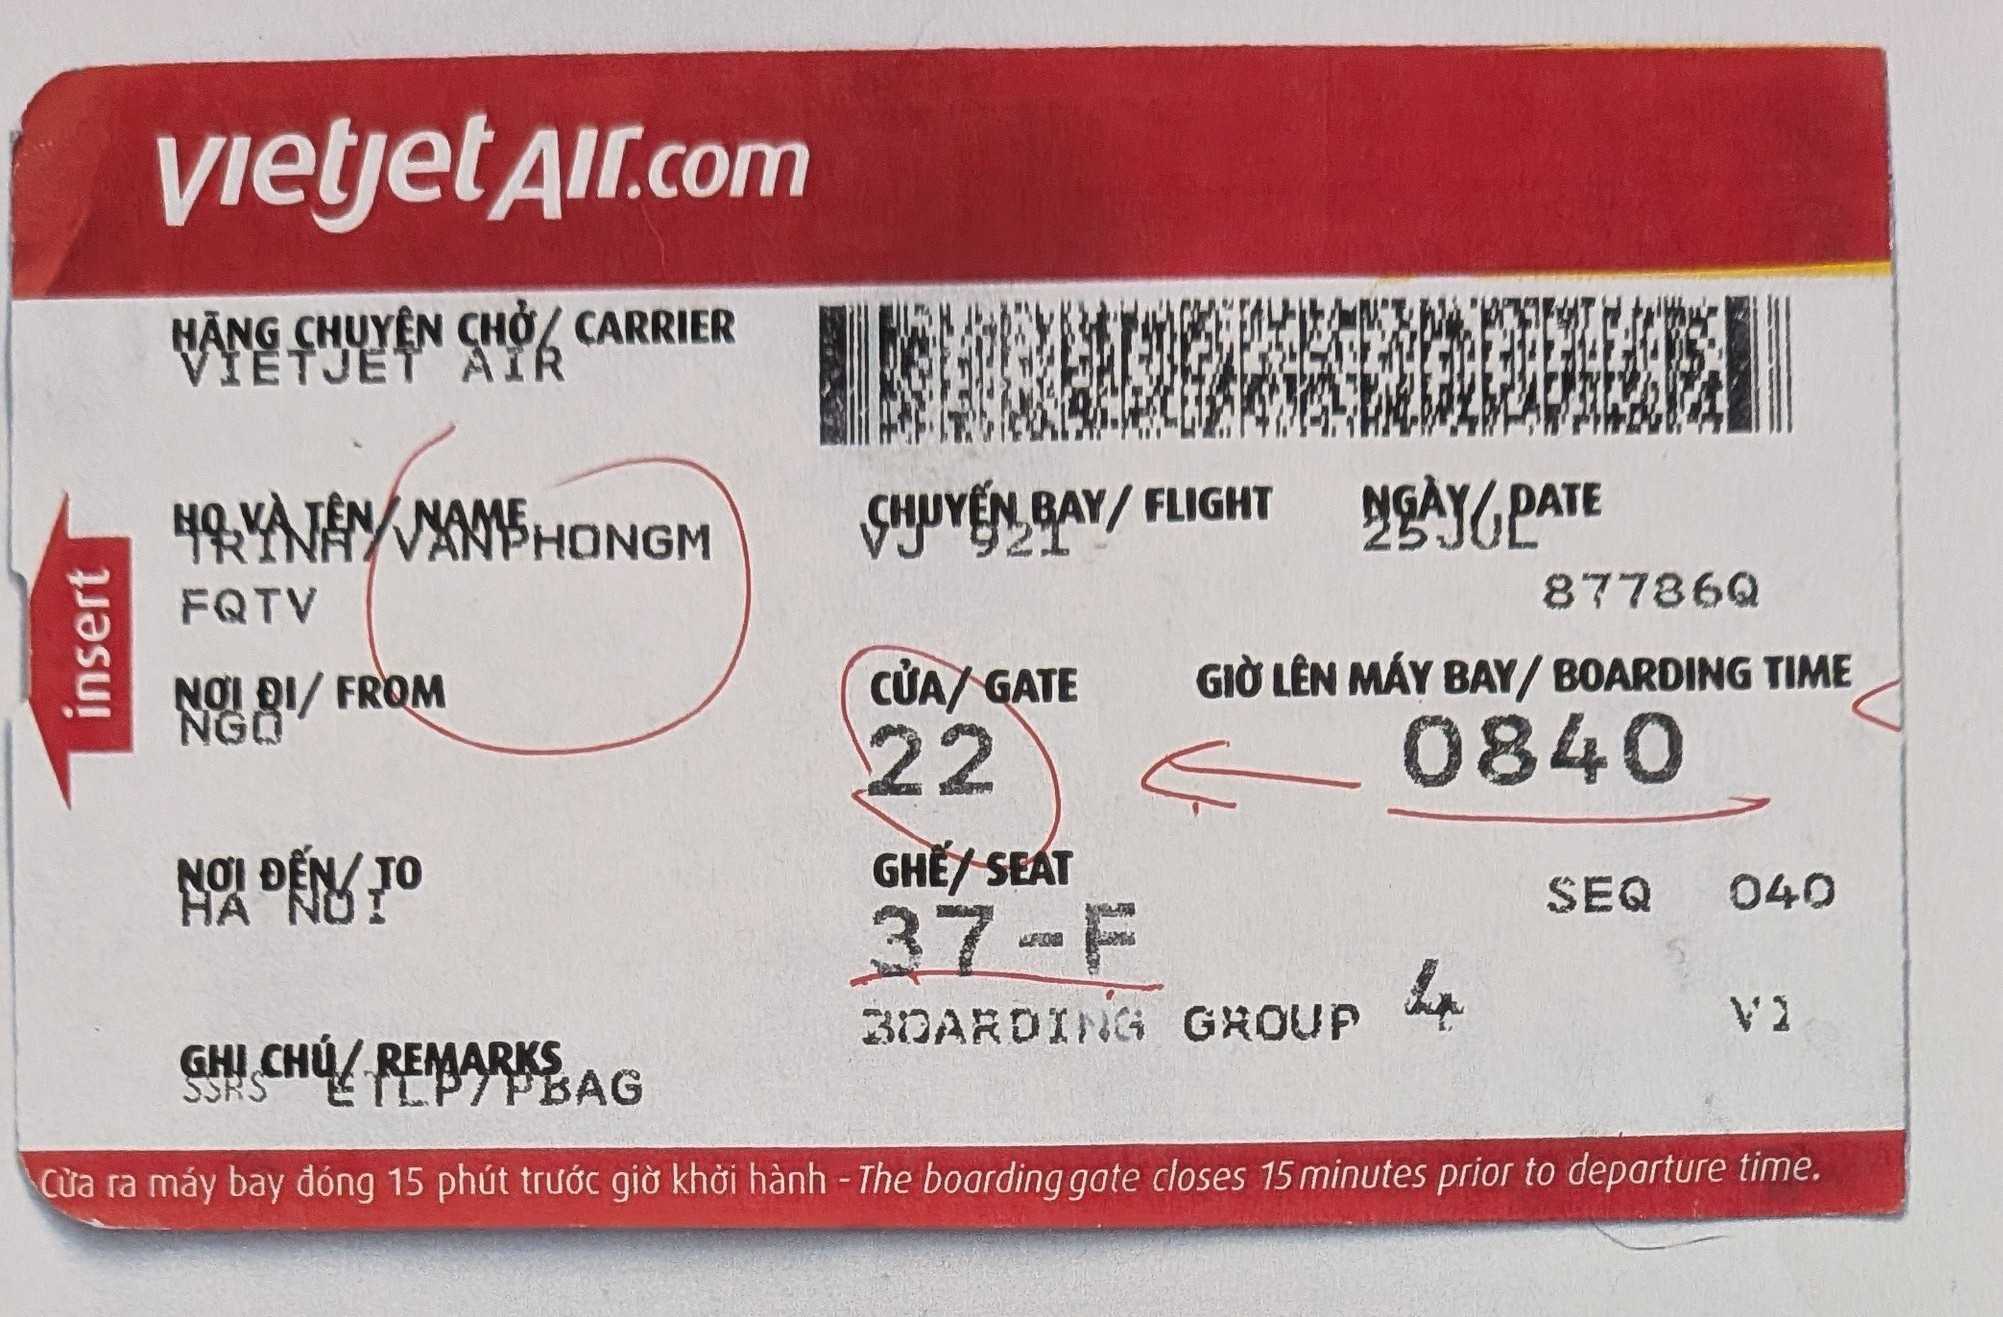 vietjetAir.com
HÃNG CHUYÊN CHỞ/ CARRIER
VIETJET AIR
HỌ VÀ TÊN/ NAME
TRINH/VANPHONGM
CHUYẾN BAY/ FLIGHT
VJ 921
NGÀY/ DATE
25JUL
FQTV
87786Q
NƠI ĐI/ FROM
NGO
CỬA/ GATE
22
GIỜ LÊN MÁY BAY/ BOARDING TIME
0840
insert
NƠI ĐẾN/ TO
HA NOI
GHẾ/ SEAT
37-F
SEQ 040
BOARDING GROUP 4
V1
GHI CHÚ/ REMARKS
SSRS ETLP/PBAG
Cửa ra máy bay đóng 15 phút trước giờ khởi hành - The boarding gate closes 15 minutes prior to departure time.